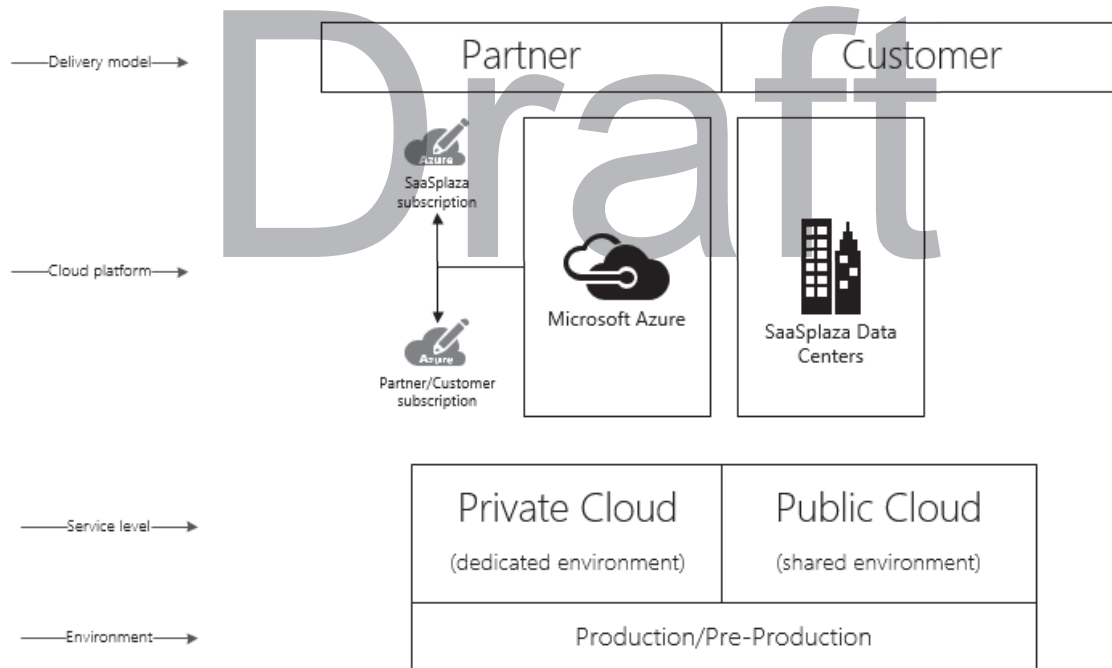 Draft
Delivery model
Partner
Customer
Azure
SaaSplaza
subscription
Cloud platform
Microsoft Azure
SaaSplaza Data
Centers
Azure
Partner/Customer
subscription
Service level
Private Cloud
(dedicated environment)
Public Cloud
(shared environment)
Environment
Production/Pre-Production